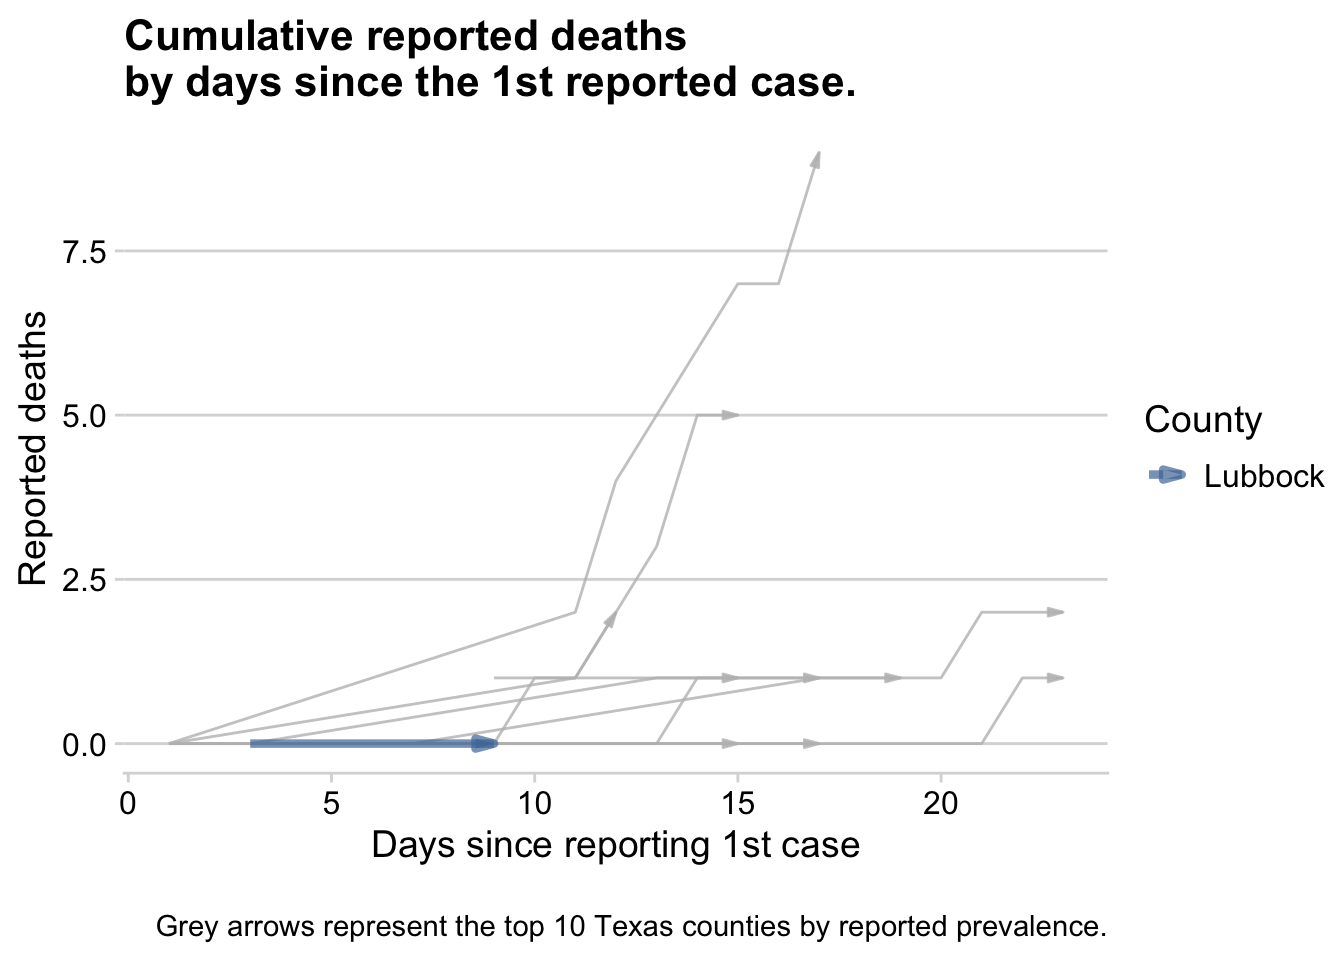 Cumulative reported deaths
by days since the 1st reported case.
7.5
5.0
2.5
0.0
Reported deaths
0 5 10 15 20
Days since reporting 1st case
County
Lubbock
Grey arrows represent the top 10 Texas counties by reported prevalence.